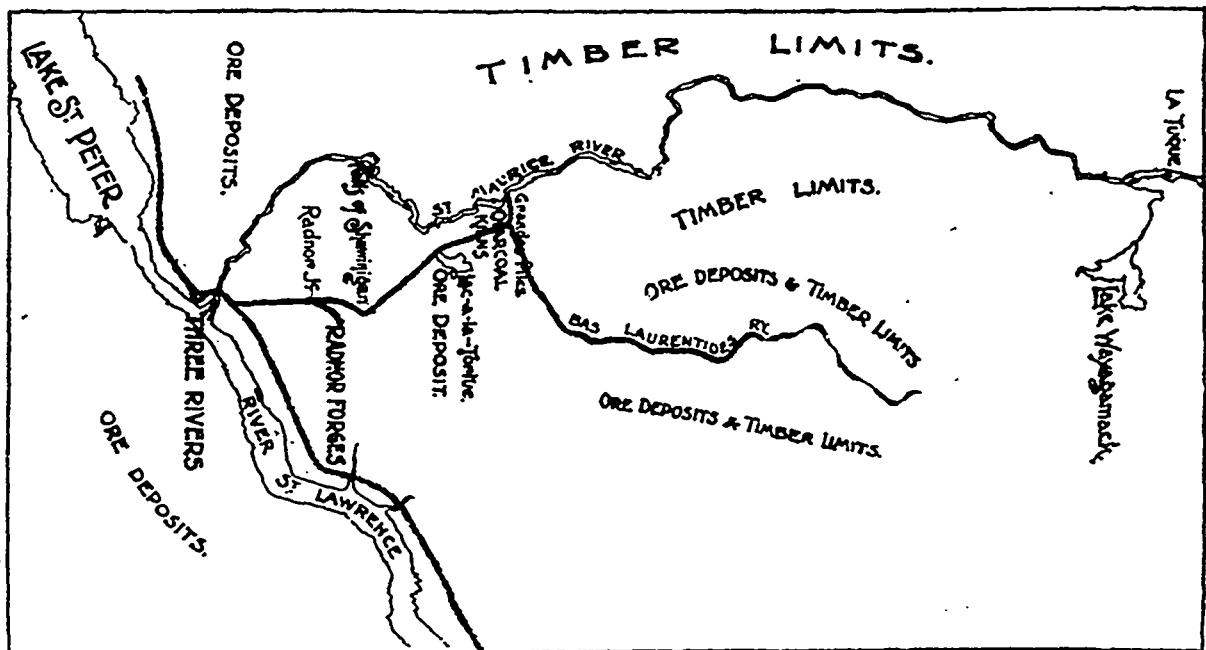 TIMBER LIMITS.
LAKE ST. PETER
ORE DEPOSITS.
LA TUQUE
ST. MAURICE RIVER
Falls of Shawinigan
Radnor Jc.
CHARCOAL
KILNS
Grandes Piles
TIMBER LIMITS.
Lac-a-la-Tortue.
ORE DEPOSIT.
ORE DEPOSITS & TIMBER LIMITS
BAS LAURENTIDES RY.
Lake Wayagamack.
THREE RIVERS
RADNOR FORGES
ORE DEPOSITS & TIMBER LIMITS.
RIVER ST. LAWRENCE
ORE DEPOSITS.